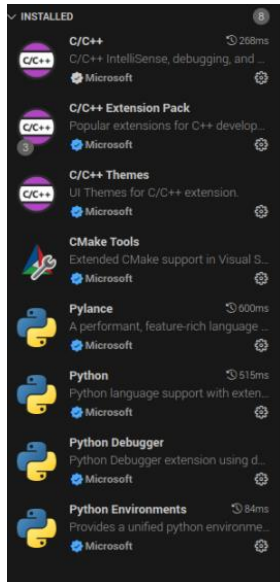 INSTALLED 8
C/C++ 268ms
C/C++ IntelliSense, debugging, and ...
Microsoft
C/C++ Extension Pack
Popular extensions for C++ develop...
3
Microsoft
C/C++ Themes
UI Themes for C/C++ extension.
Microsoft
CMake Tools
Extended CMake support in Visual S...
Microsoft
Pylance 600ms
A performant, feature-rich language ...
Microsoft
Python 515ms
Python language support with exten...
Microsoft
Python Debugger
Python Debugger extension using d...
Microsoft
Python Environments 84ms
Provides a unified python environme...
Microsoft
C/C++
C/C++
C/C++